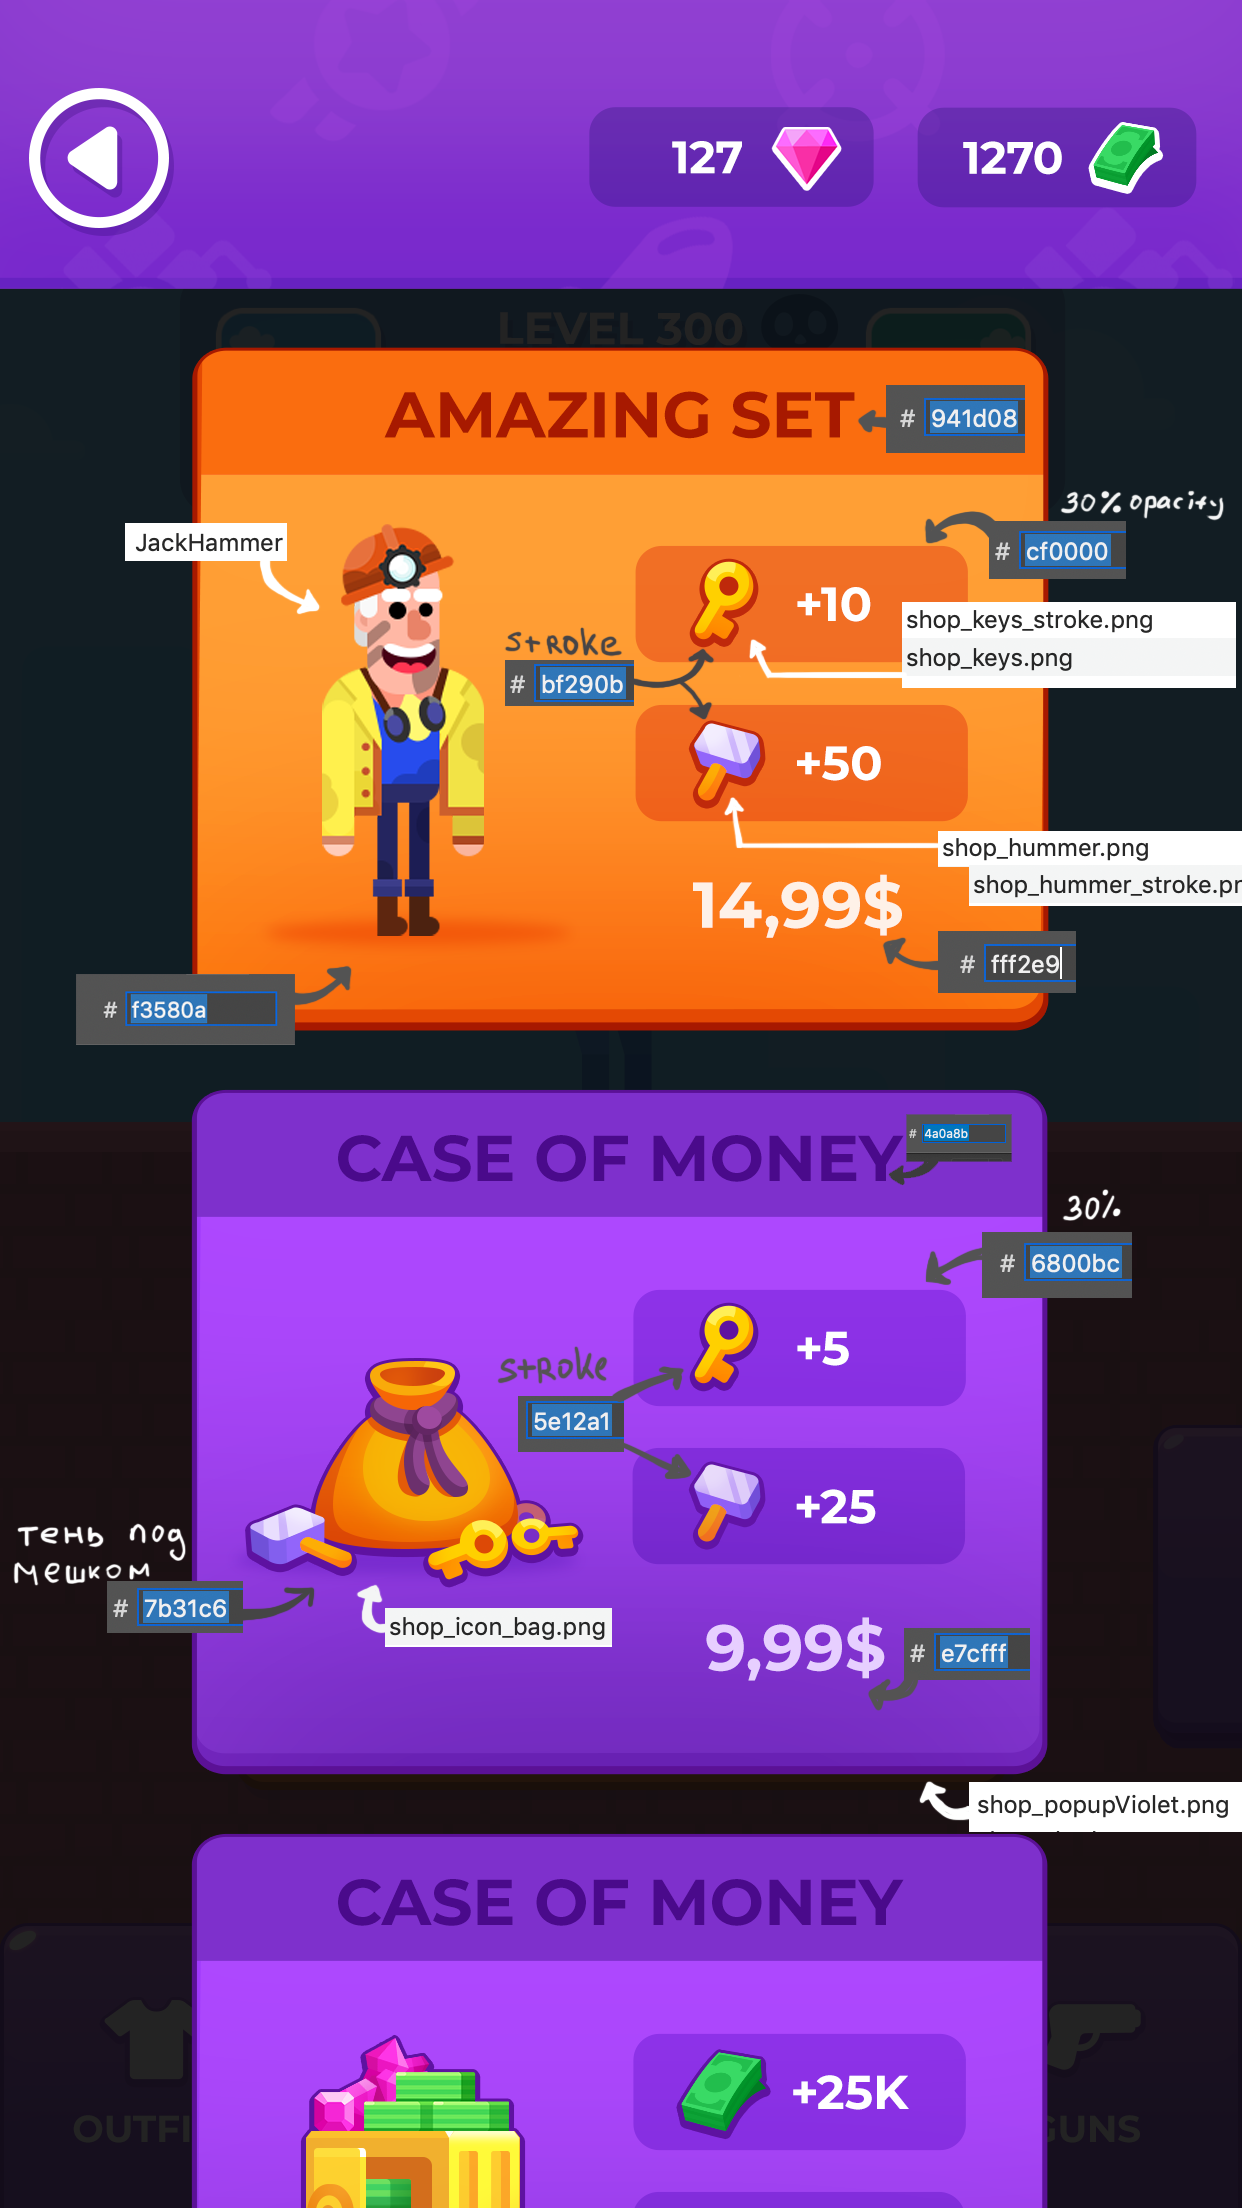 127
1270
LEVEL 300
AMAZING SET
# 941d08
30% opacity
# cf0000
JackHammer
+10
shop_keys_stroke.png
shop_keys.png
stroke
# bf290b
+50
shop_hummer.png
shop_hummer_stroke.pr
14,99$
# fff2e9
# f3580a
CASE OF MONEY
# 4a0a8b
30%
# 6800bc
+5
stroke
5e12a1
+25
тень под
мешком
# 7b31c6
shop_icon_bag.png
9,99$
# e7cfff
shop_popupViolet.png
CASE OF MONEY
+25K
OUTFI
GUNS